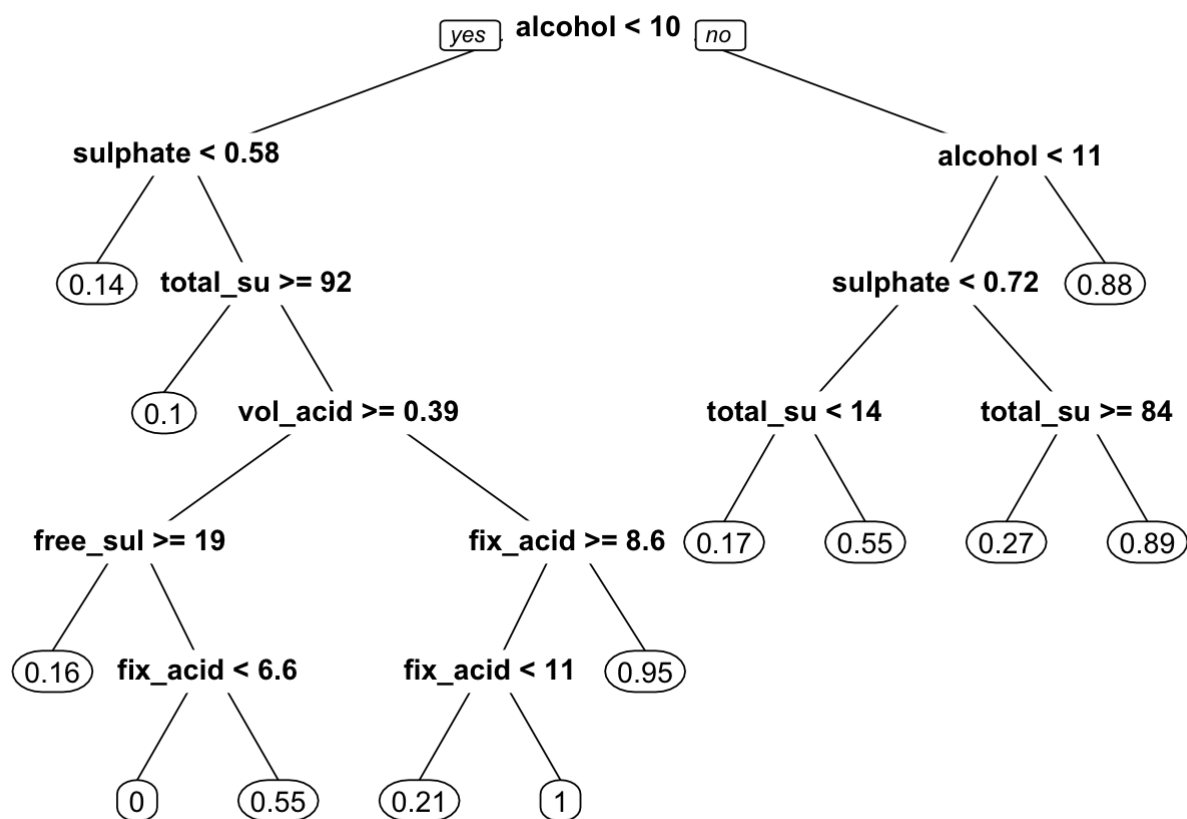 yes alcohol < 10 no
sulphate < 0.58 alcohol < 11
0.14 total_su >= 92 sulphate < 0.72 0.88
0.1 vol_acid >= 0.39 total_su < 14 total_su >= 84
free_sul >= 19 fix_acid >= 8.6 0.17 0.55 0.27 0.89
0.16 fix_acid < 6.6 fix_acid < 11 0.95
0 0.55 0.21 1